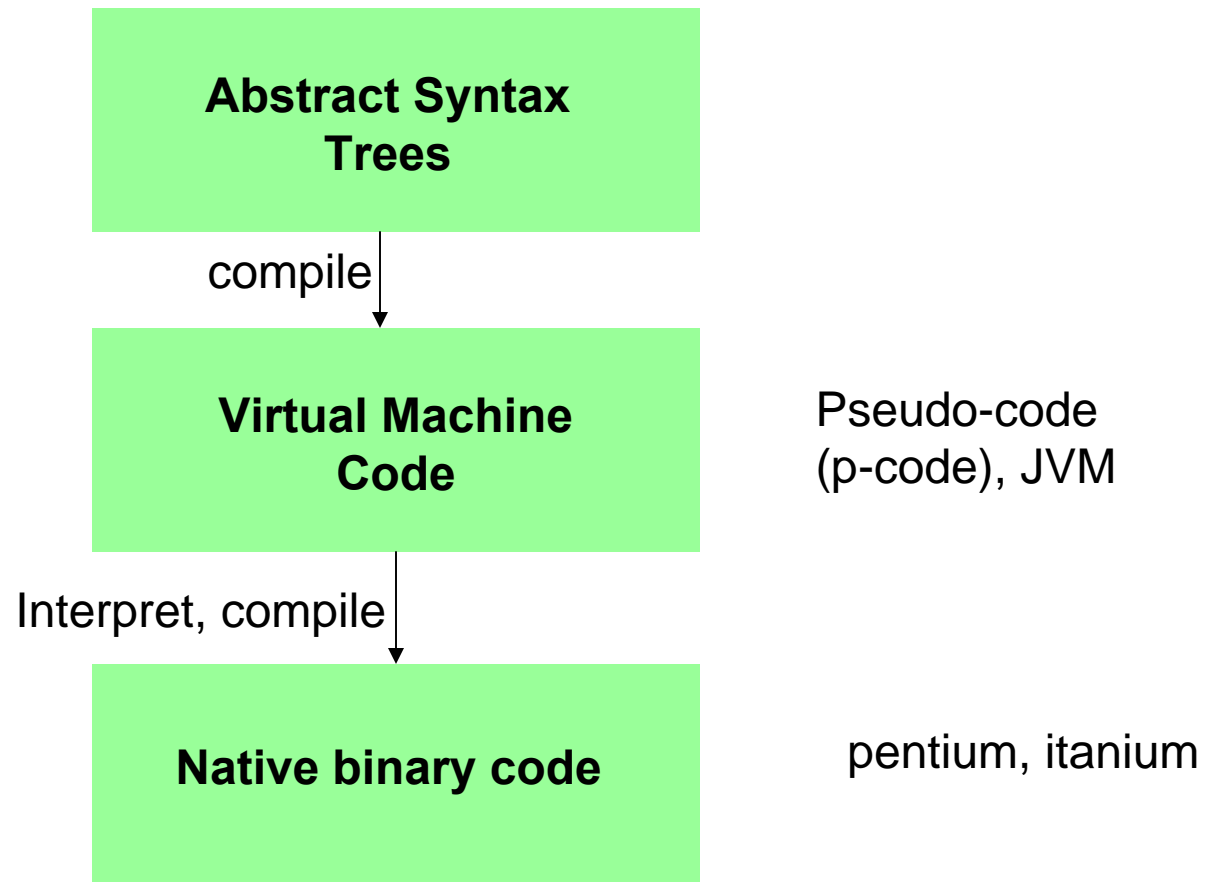 Abstract Syntax
Trees
compile
Virtual Machine
Code
Pseudo-code
(p-code), JVM
Interpret, compile
Native binary code
pentium, itanium